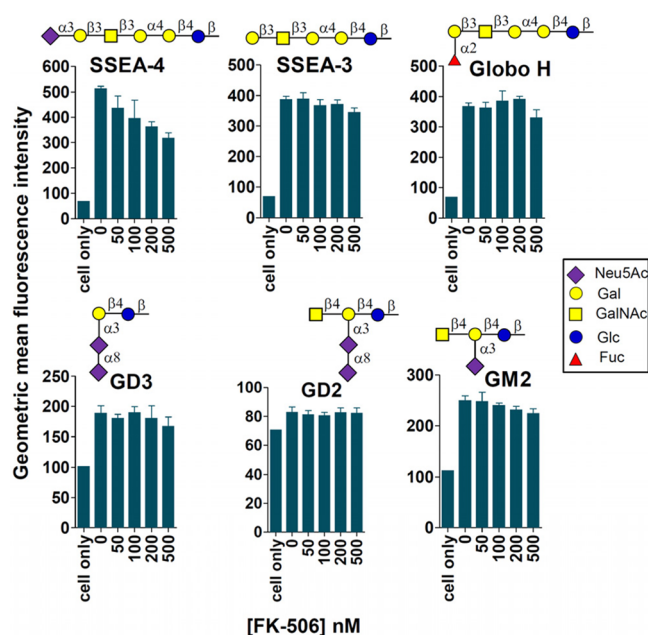 α3 β3 β3 α4 β4 β
SSEA-4
β3 β3 α4 β4 β
SSEA-3
β3 β3 α4 β4 β
α2
Globo H
Geometric mean fluorescence intensity
600
500
400
300
200
100
0
cell only 0 50 100 200 500
500
400
300
200
100
0
cell only 0 50 100 200 500
500
400
300
200
100
0
cell only 0 50 100 200 500
Neu5Ac
Gal
GalNAc
Glc
Fuc
β4 β
α3
α8
GD3
β4 β4 β
α3
α8
GD2
β4 β4 β
α3
GM2
250
200
150
100
50
0
cell only 0 50 100 200 500
100
80
60
40
20
0
cell only 0 50 100 200 500
300
200
100
0
cell only 0 50 100 200 500
[FK-506] nM